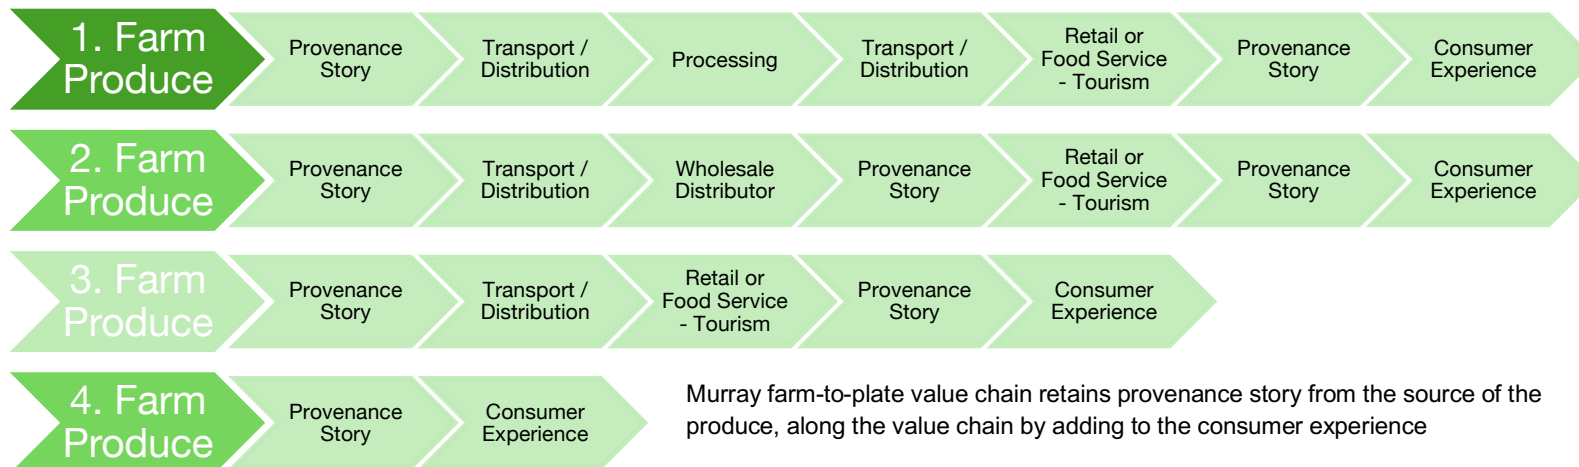 1. Farm
Produce
Provenance
Story
Transport /
Distribution
Processing
Transport /
Distribution
Retail or
Food Service
- Tourism
Provenance
Story
Consumer
Experience
2. Farm
Produce
Provenance
Story
Transport /
Distribution
Wholesale
Distributor
Provenance
Story
Retail or
Food Service
- Tourism
Provenance
Story
Consumer
Experience
3. Farm
Produce
Provenance
Story
Transport /
Distribution
Retail or
Food Service
- Tourism
Provenance
Story
Consumer
Experience
4. Farm
Produce
Provenance
Story
Consumer
Experience
Murray farm-to-plate value chain retains provenance story from the source of the
produce, along the value chain by adding to the consumer experience